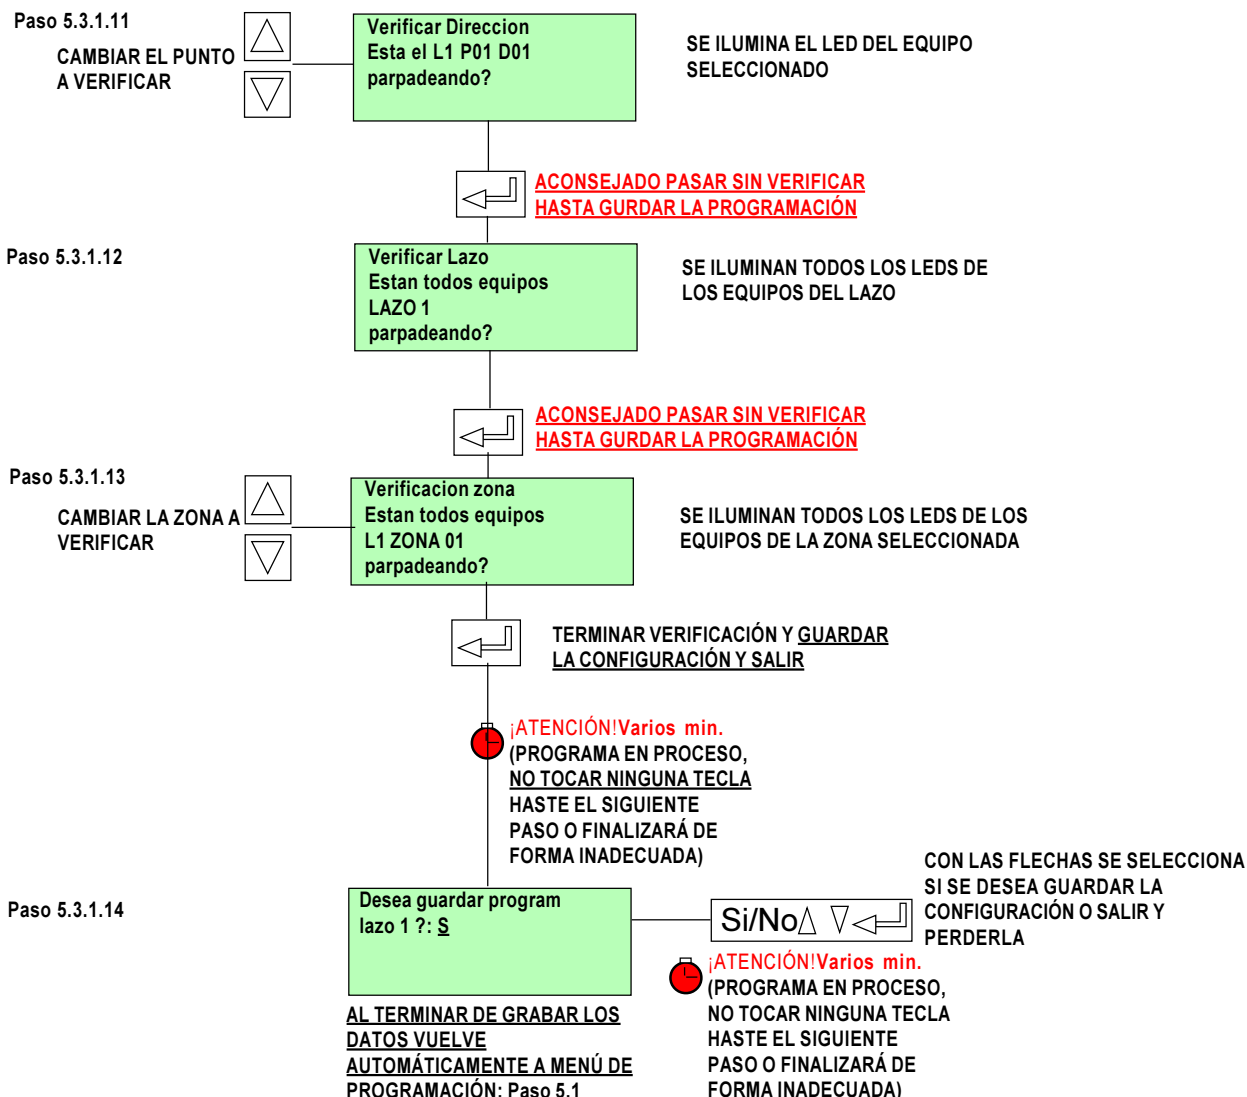 Paso 5.3.1.11
CAMBIAR EL PUNTO
A VERIFICAR
Verificar Direccion
Esta el L1 P01 D01
parpadeando?
SE ILUMINA EL LED DEL EQUIPO
SELECCIONADO
ACONSEJADO PASAR SIN VERIFICAR
HASTA GURDAR LA PROGRAMACIÓN
Paso 5.3.1.12
Verificar Lazo
Estan todos equipos
LAZO 1
parpadeando?
SE ILUMINAN TODOS LOS LEDS DE
LOS EQUIPOS DEL LAZO
ACONSEJADO PASAR SIN VERIFICAR
HASTA GURDAR LA PROGRAMACIÓN
Paso 5.3.1.13
CAMBIAR LA ZONA A
VERIFICAR
Verificacion zona
Estan todos equipos
L1 ZONA 01
parpadeando?
SE ILUMINAN TODOS LOS LEDS DE LOS
EQUIPOS DE LA ZONA SELECCIONADA
TERMINAR VERIFICACIÓN Y GUARDAR
LA CONFIGURACIÓN Y SALIR
¡ATENCIÓN!Varios min.
(PROGRAMA EN PROCESO,
NO TOCAR NINGUNA TECLA
HASTE EL SIGUIENTE
PASO O FINALIZARÁ DE
FORMA INADECUADA)
Paso 5.3.1.14
Desea guardar program
lazo 1 ?: S
Si/No
CON LAS FLECHAS SE SELECCIONA
SI SE DESEA GUARDAR LA
CONFIGURACIÓN O SALIR Y
PERDERLA
¡ATENCIÓN!Varios min.
(PROGRAMA EN PROCESO,
NO TOCAR NINGUNA TECLA
HASTE EL SIGUIENTE
PASO O FINALIZARÁ DE
FORMA INADECUADA)
AL TERMINAR DE GRABAR LOS
DATOS VUELVE
AUTOMÁTICAMENTE A MENÚ DE
PROGRAMACIÓN: Paso 5.1